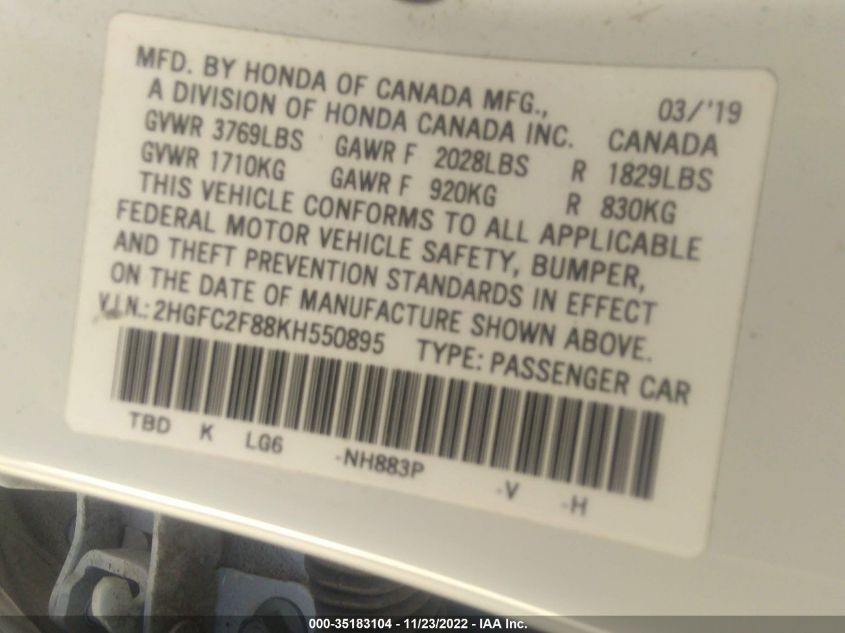 MFD. BY HONDA OF CANADA MFG., 03/'19
A DIVISION OF HONDA CANADA INC. CANADA
GVWR 3769LBS GAWR F 2028LBS R 1829LBS
GVWR 1710KG GAWR F 920KG R 830KG
THIS VEHICLE CONFORMS TO ALL APPLICABLE
FEDERAL MOTOR VEHICLE SAFETY, BUMPER,
AND THEFT PREVENTION STANDARDS IN EFFECT
ON THE DATE OF MANUFACTURE SHOWN ABOVE.
V.I.N.: 2HGFC2F88KH550895 TYPE: PASSENGER CAR
TBD K LG6 -NH883P -V -H
000-35183104 - 11/23/2022 - IAA Inc.